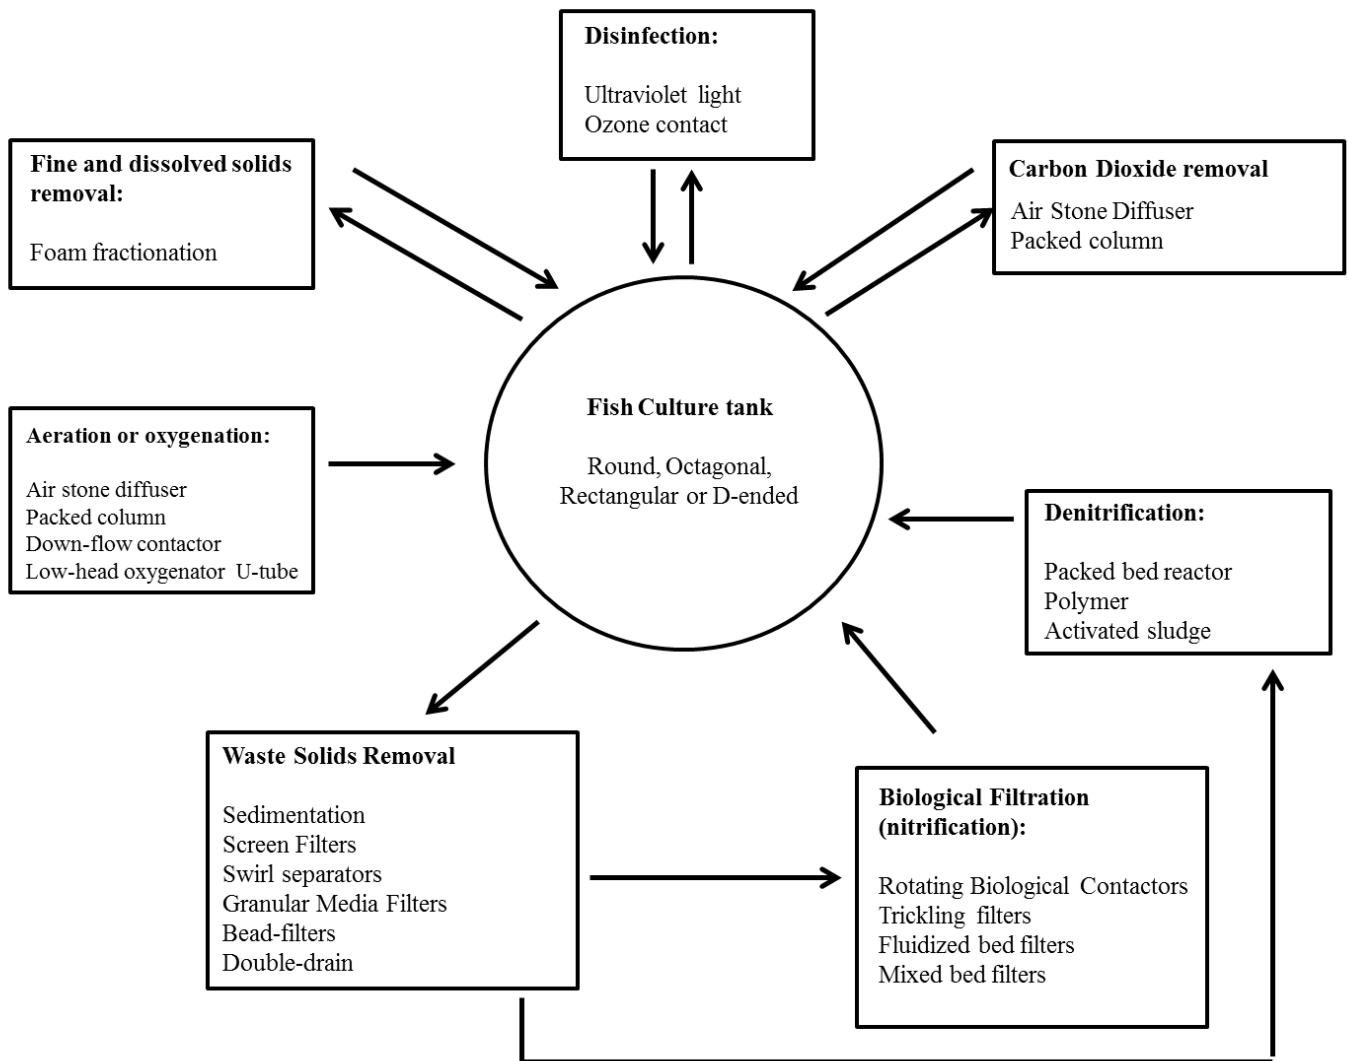 Disinfection:
Ultraviolet light
Ozone contact
Fine and dissolved solids
removal:
Foam fractionation
Carbon Dioxide removal
Air Stone Diffuser
Packed column
Fish Culture tank
Round, Octagonal,
Rectangular or D-ended
Aeration or oxygenation:
Air stone diffuser
Packed column
Down-flow contactor
Low-head oxygenator U-tube
Denitrification:
Packed bed reactor
Polymer
Activated sludge
Waste Solids Removal
Sedimentation
Screen Filters
Swirl separators
Granular Media Filters
Bead-filters
Double-drain
Biological Filtration
(nitrification):
Rotating Biological Contactors
Trickling filters
Fluidized bed filters
Mixed bed filters